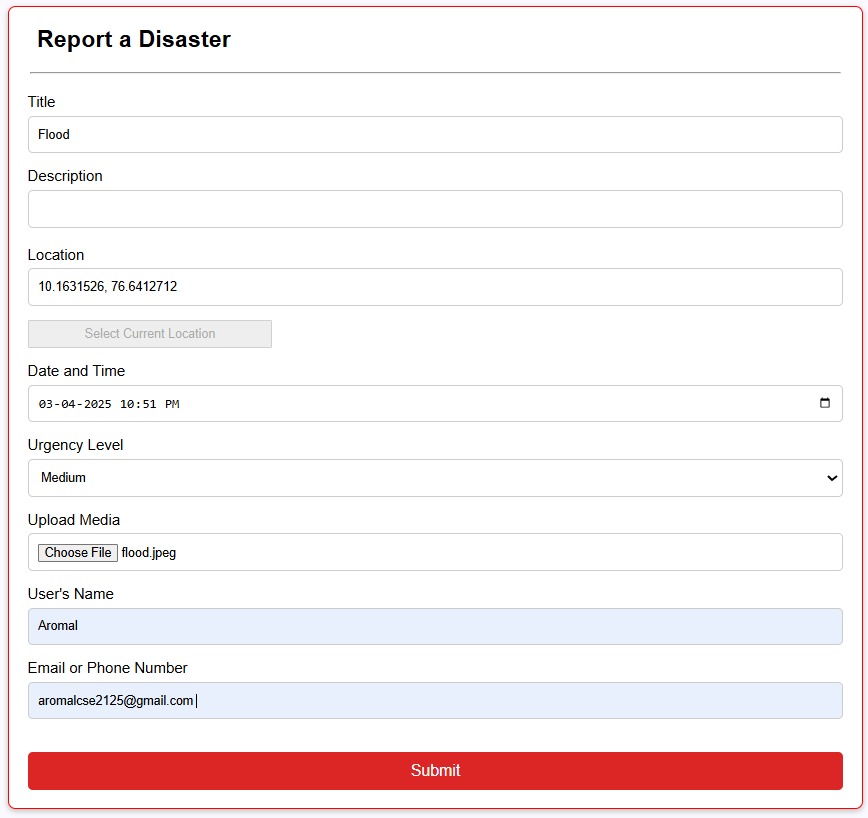 Report a Disaster
Title
Flood
Description
Location
10.1631526, 76.6412712
Select Current Location
Date and Time
03-04-2025 10:51 PM
Urgency Level
Medium
Upload Media
Choose File flood.jpeg
User's Name
Aromal
Email or Phone Number
aromalcse2125@gmail.com
Submit